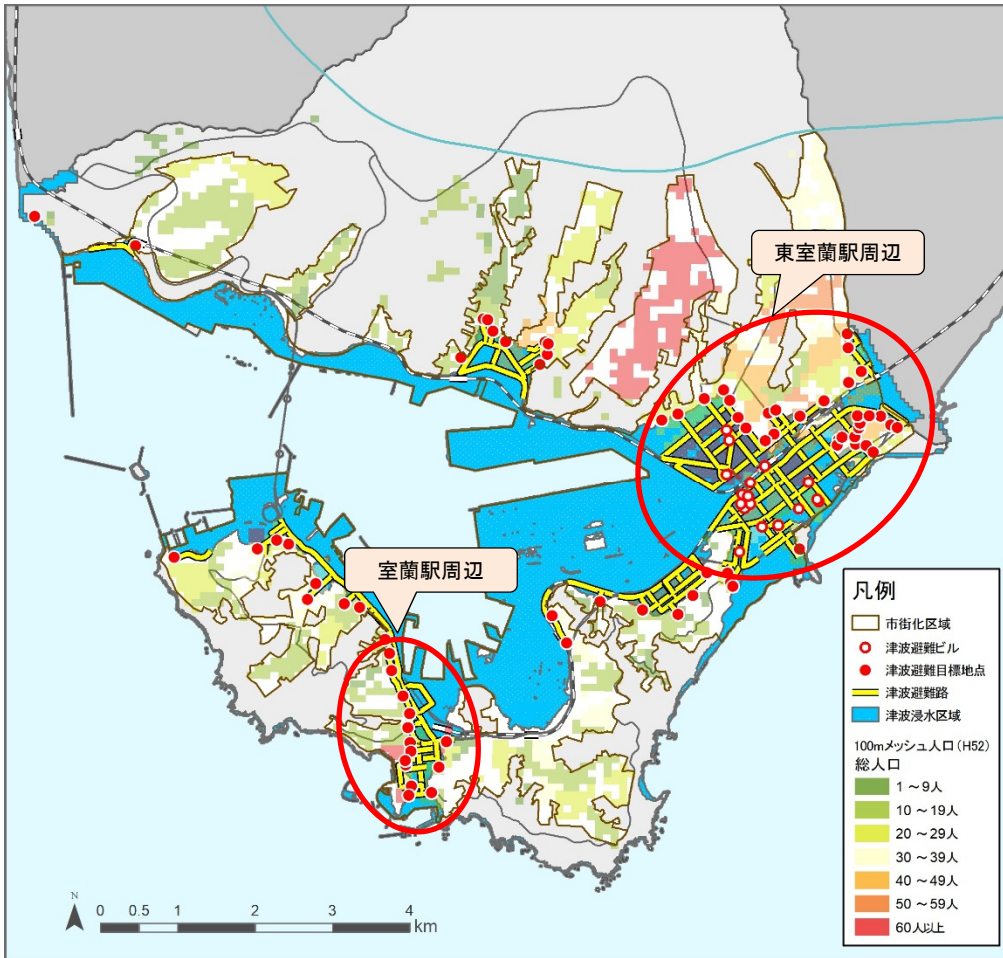 東室蘭駅周辺
室蘭駅周辺
凡例
市街化区域
津波避難ビル
津波避難目標地点
津波避難路
津波浸水区域
100mメッシュ人口(H52)
総人口
1 ～9人
10 ～19人
20 ～29人
30 ～39人
40 ～49人
50 ～59人
60人以上
N
0 0.5 1 2 3 4
km